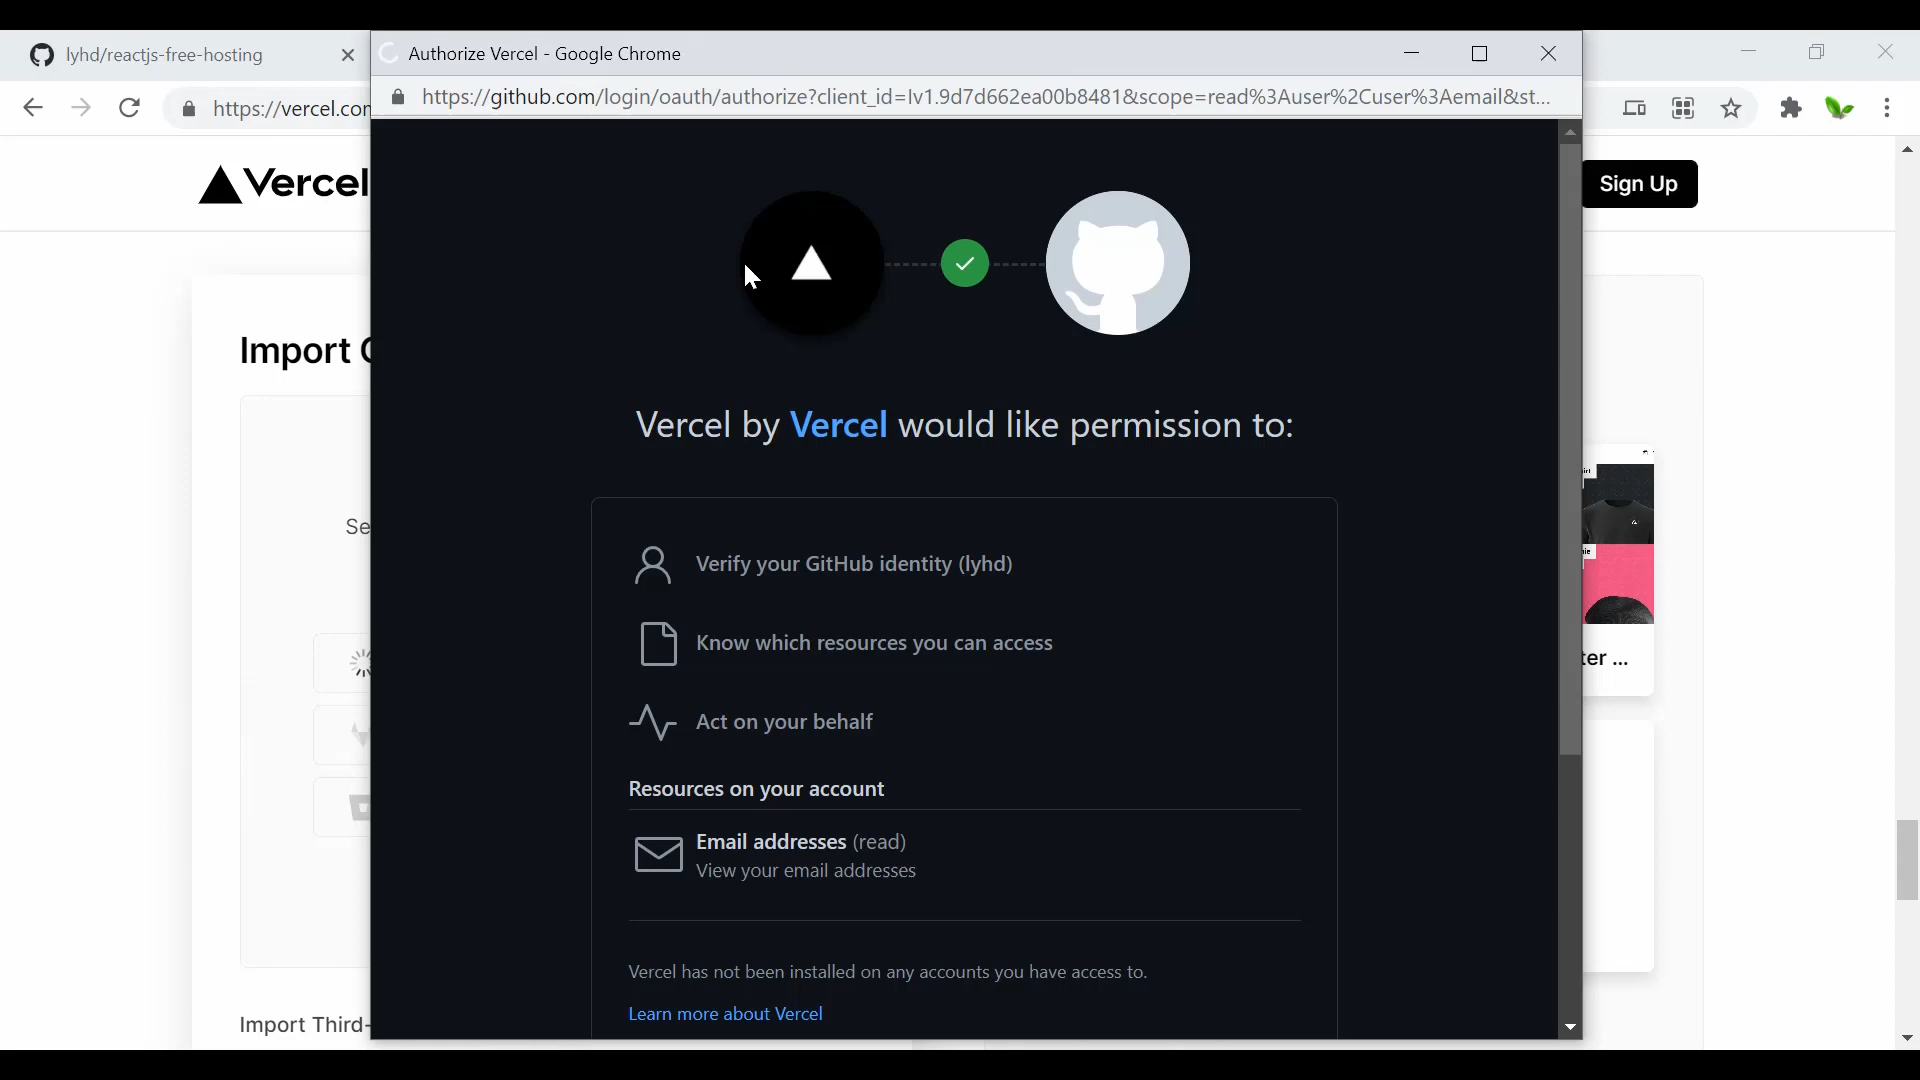 lyhd/reactjs-free-hosting
Authorize Vercel - Google Chrome
https://vercel.com
https://github.com/login/oauth/authorize?client_id=Iv1.9d7d662ea00b8481&scope=read%3Auser%2Cuser%3Aemail&st...
Vercel
Sign Up
Import G
Se
Import Third-
Vercel by Vercel would like permission to:
Verify your GitHub identity (lyhd)
Know which resources you can access
Act on your behalf
Resources on your account
Email addresses (read)
View your email addresses
Vercel has not been installed on any accounts you have access to.
Learn more about Vercel
ter ...